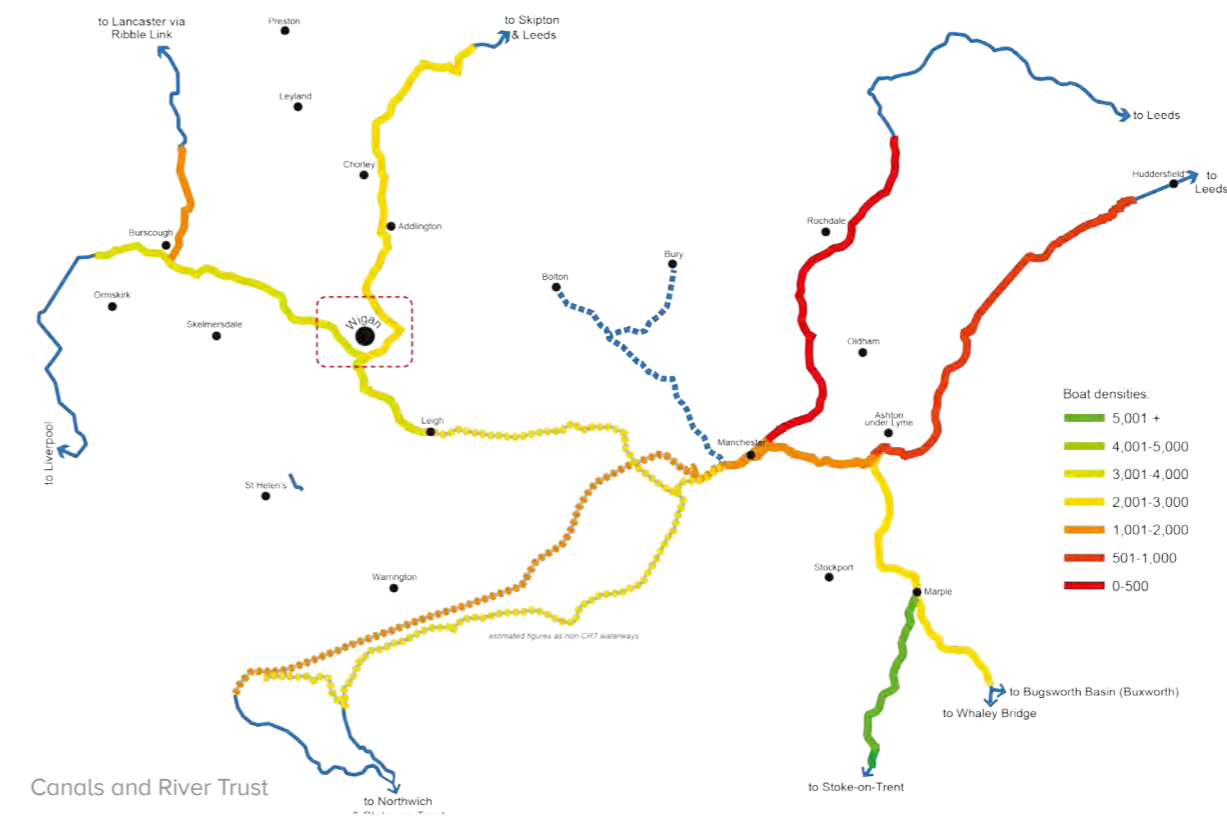 to Lancaster via
Ribble Link
Preston
to Skipton
& Leeds
Leyland
to Leeds
Chorley
Huddersfield
to
Leeds
Rochdale
Addlington
Burscough
Bury
Bolton
Ormskirk
Skelmersdale
Wigan
Oldham
Boat densities:
5,001 +
4,001-5,000
3,001-4,000
2,001-3,000
1,001-2,000
501-1,000
0-500
Leigh
Ashton
under Lyme
Manchester
to Liverpool
St Helen's
Stockport
Warrington
Marple
estimated figures as non-CRT waterways
to Bugsworth Basin (Buxworth)
to Whaley Bridge
Canals and River Trust
to Stoke-on-Trent
to Northwich